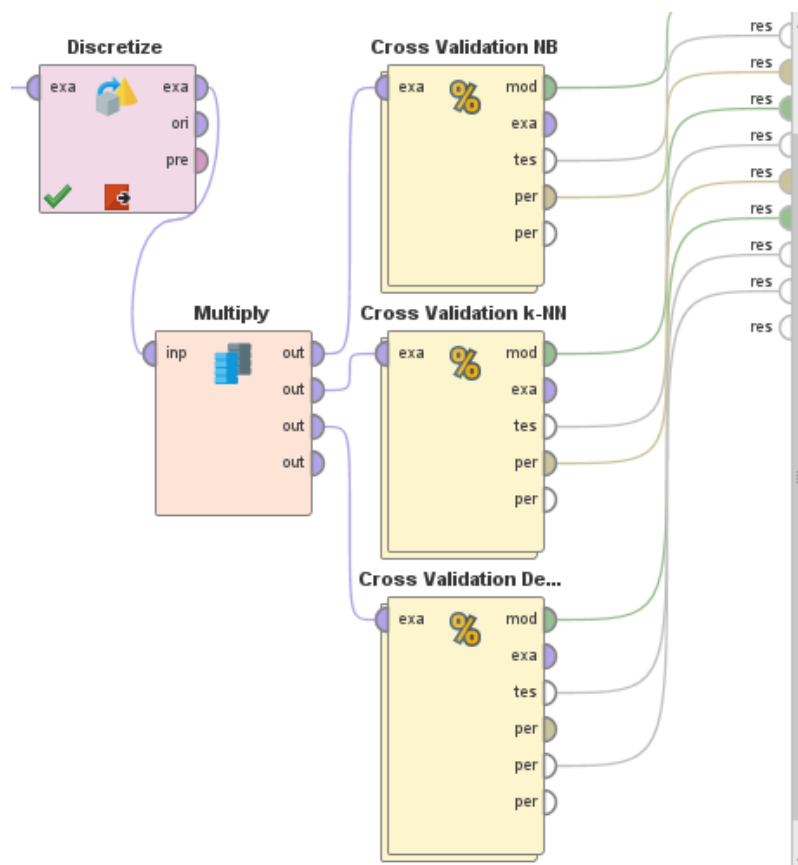 Discretize
exa
exa
ori
pre
Multiply
inp
out
out
out
out
Cross Validation NB
exa
%
mod
exa
tes
per
per
Cross Validation k-NN
exa
%
mod
exa
tes
per
per
Cross Validation De...
exa
%
mod
exa
tes
per
per
per
res
res
res
res
res
res
res
res
res